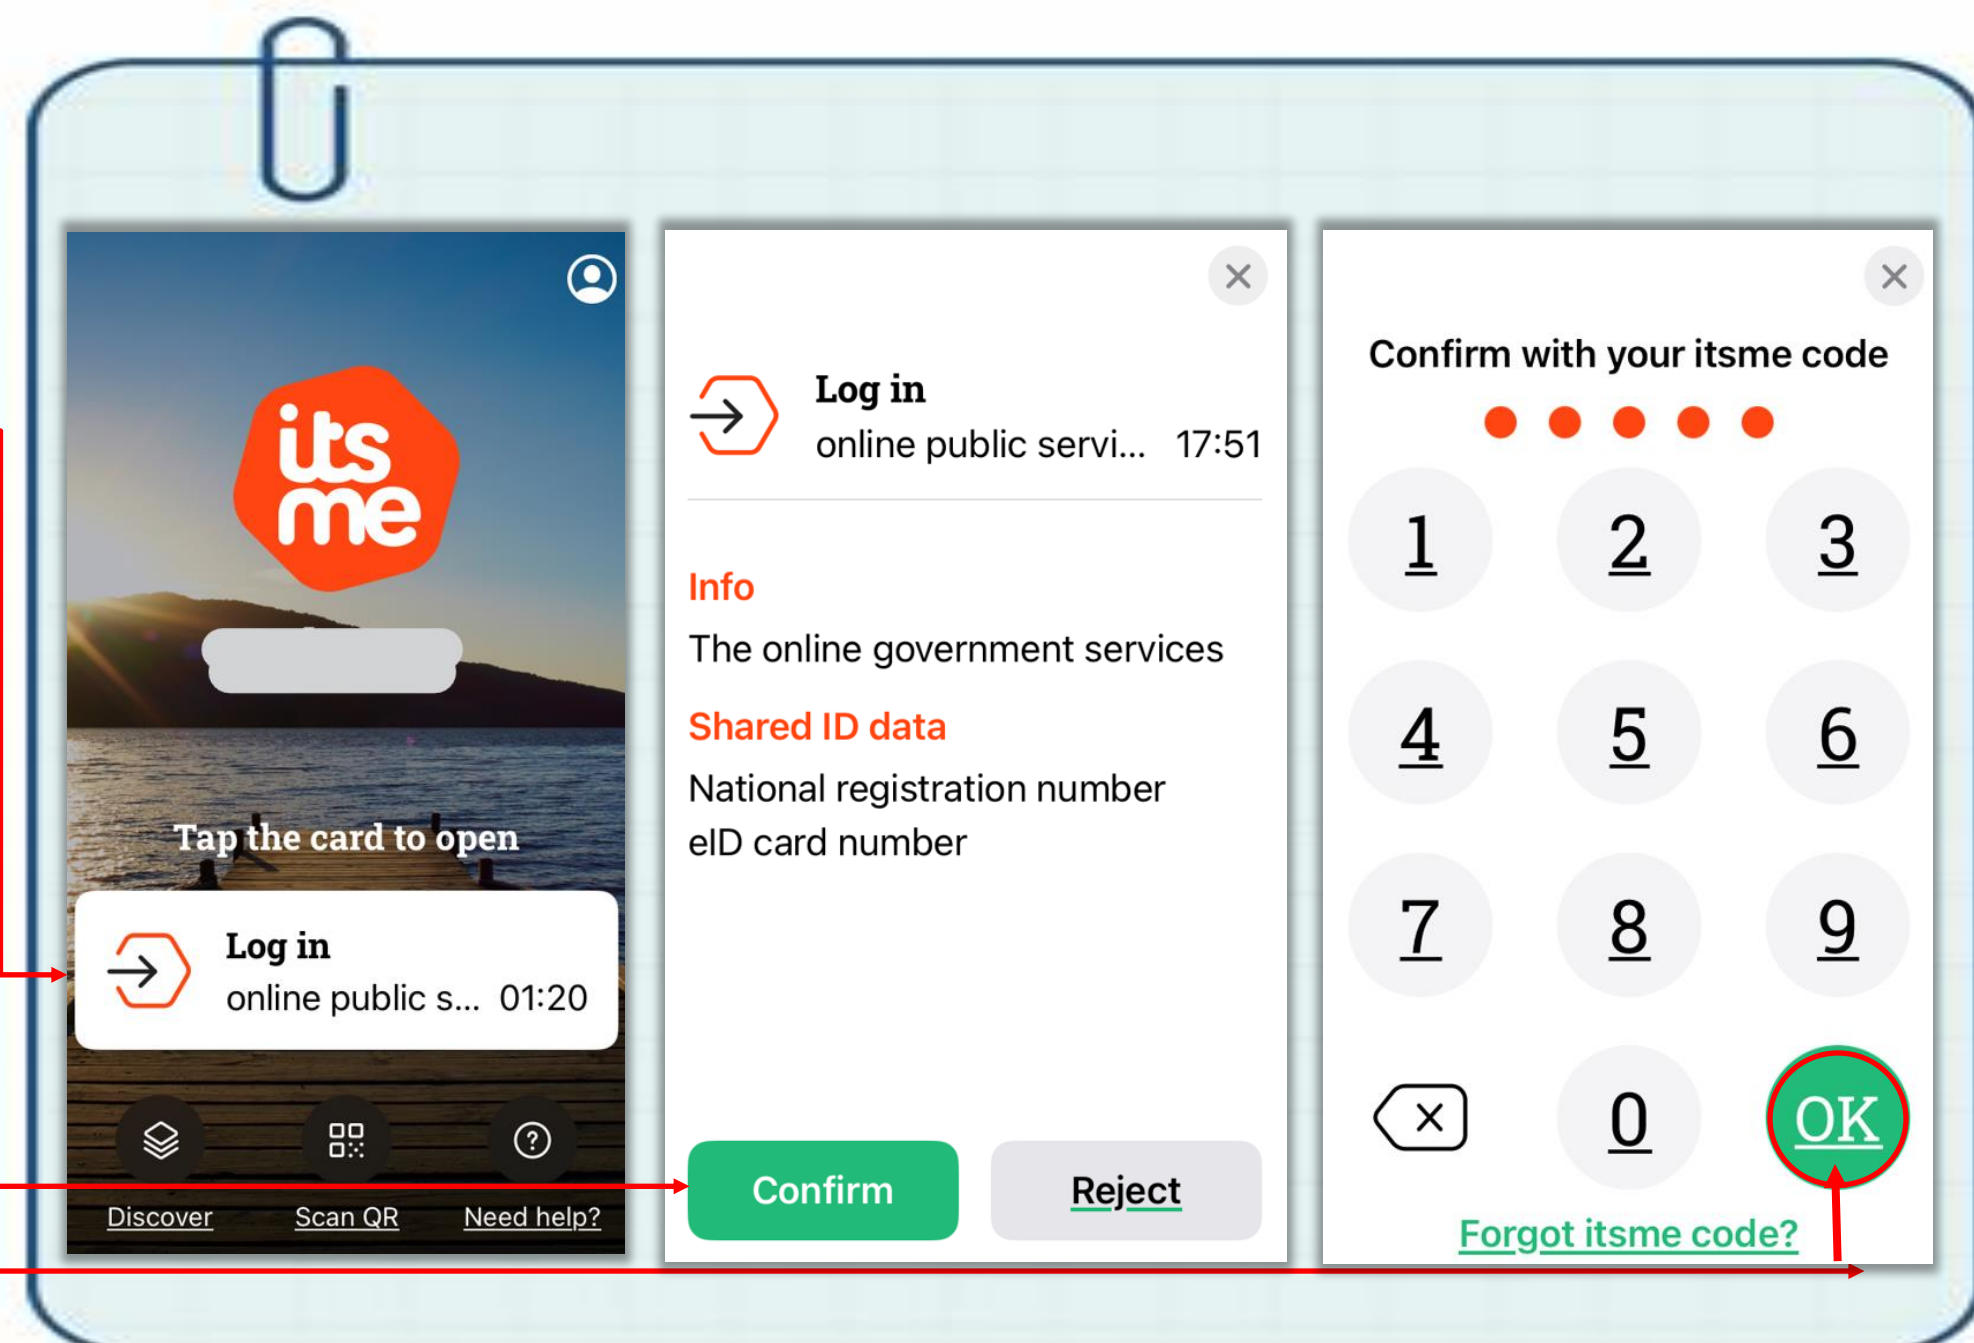 its
me
Tap the card to open
Log in
online public s... 01:20
Discover Scan QR Need help?
Log in
online public servi... 17:51
Info
The online government services
Shared ID data
National registration number
eID card number
Confirm Reject
Confirm with your itsme code
1 2 3
4 5 6
7 8 9
0 OK
Forgot itsme code?